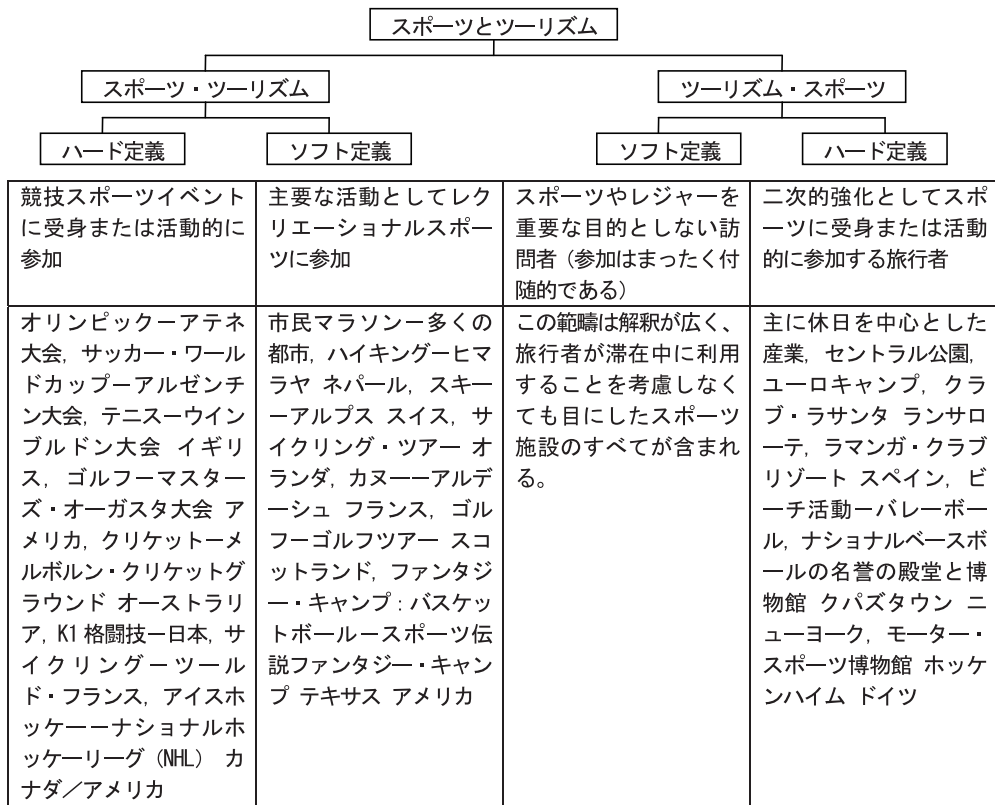 スポーツとツーリズム
スポーツ・ツーリズム
ツーリズム・スポーツ
ハード定義
ソフト定義
ソフト定義
ハード定義
競技スポーツイベント
に受身または活動的に
参加
主要な活動としてレク
リエーショナルスポー
ツに参加
スポーツやレジャーを
重要な目的としない訪
問者（参加はまったく付
随的である）
二次的強化としてスポ
ーツに受身または活動
的に参加する旅行者
オリンピックーアテネ
大会, サッカー・ワール
ドカップーアルゼンチ
ン大会, テニスーウイン
ブルドン大会 イギリ
ス, ゴルフーマスター
ズ・オーガスタ大会 ア
メリカ, クリケットーメ
ルボルン・クリケットグ
ラウンド オーストラリ
ア, K1 格闘技ー日本, サ
イクリングーツール
ド・フランス, アイスホ
ッケーーナショナルホ
ッケーリーグ（NHL） カ
ナダ／アメリカ
市民マラソンー多くの
都市, ハイキングーヒマ
ラヤ ネパール, スキー
ーアルプス スイス, サ
イクリング・ツアー オ
ランダ, カヌーーアルデ
ーシュ フランス, ゴル
フーゴルフツアー スコ
ットランド, ファンタジ
ー・キャンプ：バスケッ
トボールースポーツ伝
説ファンタジー・キャン
プ テキサス アメリカ
この範疇は解釈が広く、
旅行者が滞在中に利用
することを考慮しなく
ても目にしたスポーツ
施設のすべてが含まれ
る。
主に休日を中心とした
産業, セントラル公園,
ユーロキャンプ, クラ
ブ・ラサンタ ランサロ
ーテ, ラマンガ・クラブ
リゾート スペイン, ビ
ーチ活動ーバレーボー
ル, ナショナルベースボ
ールの名誉の殿堂と博
物館 クパズタウン ニ
ューヨーク, モーター・
スポーツ博物館 ホッケ
ンハイム ドイツ